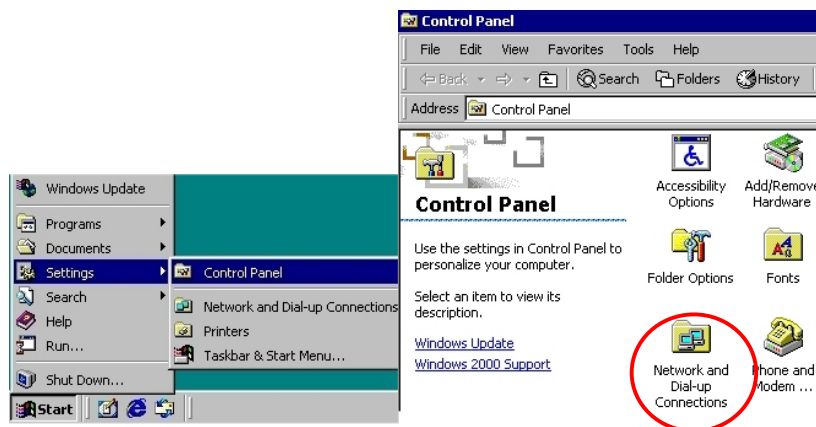 Windows Update
Programs
Documents
Settings
Search
Help
Run...
Shut Down...
Start
Control Panel
Network and Dial-up Connections
Printers
Taskbar & Start Menu...
Control Panel
File Edit View Favorites Tools Help
Back Search Folders History
Address Control Panel
Control Panel
Use the settings in Control Panel to
personalize your computer.
Select an item to view its
description.
Windows Update
Windows 2000 Support
Accessibility
Options
Add/Remove
Hardware
Folder Options
Fonts
Network and
Dial-up
Connections
Phone and
Modem ...